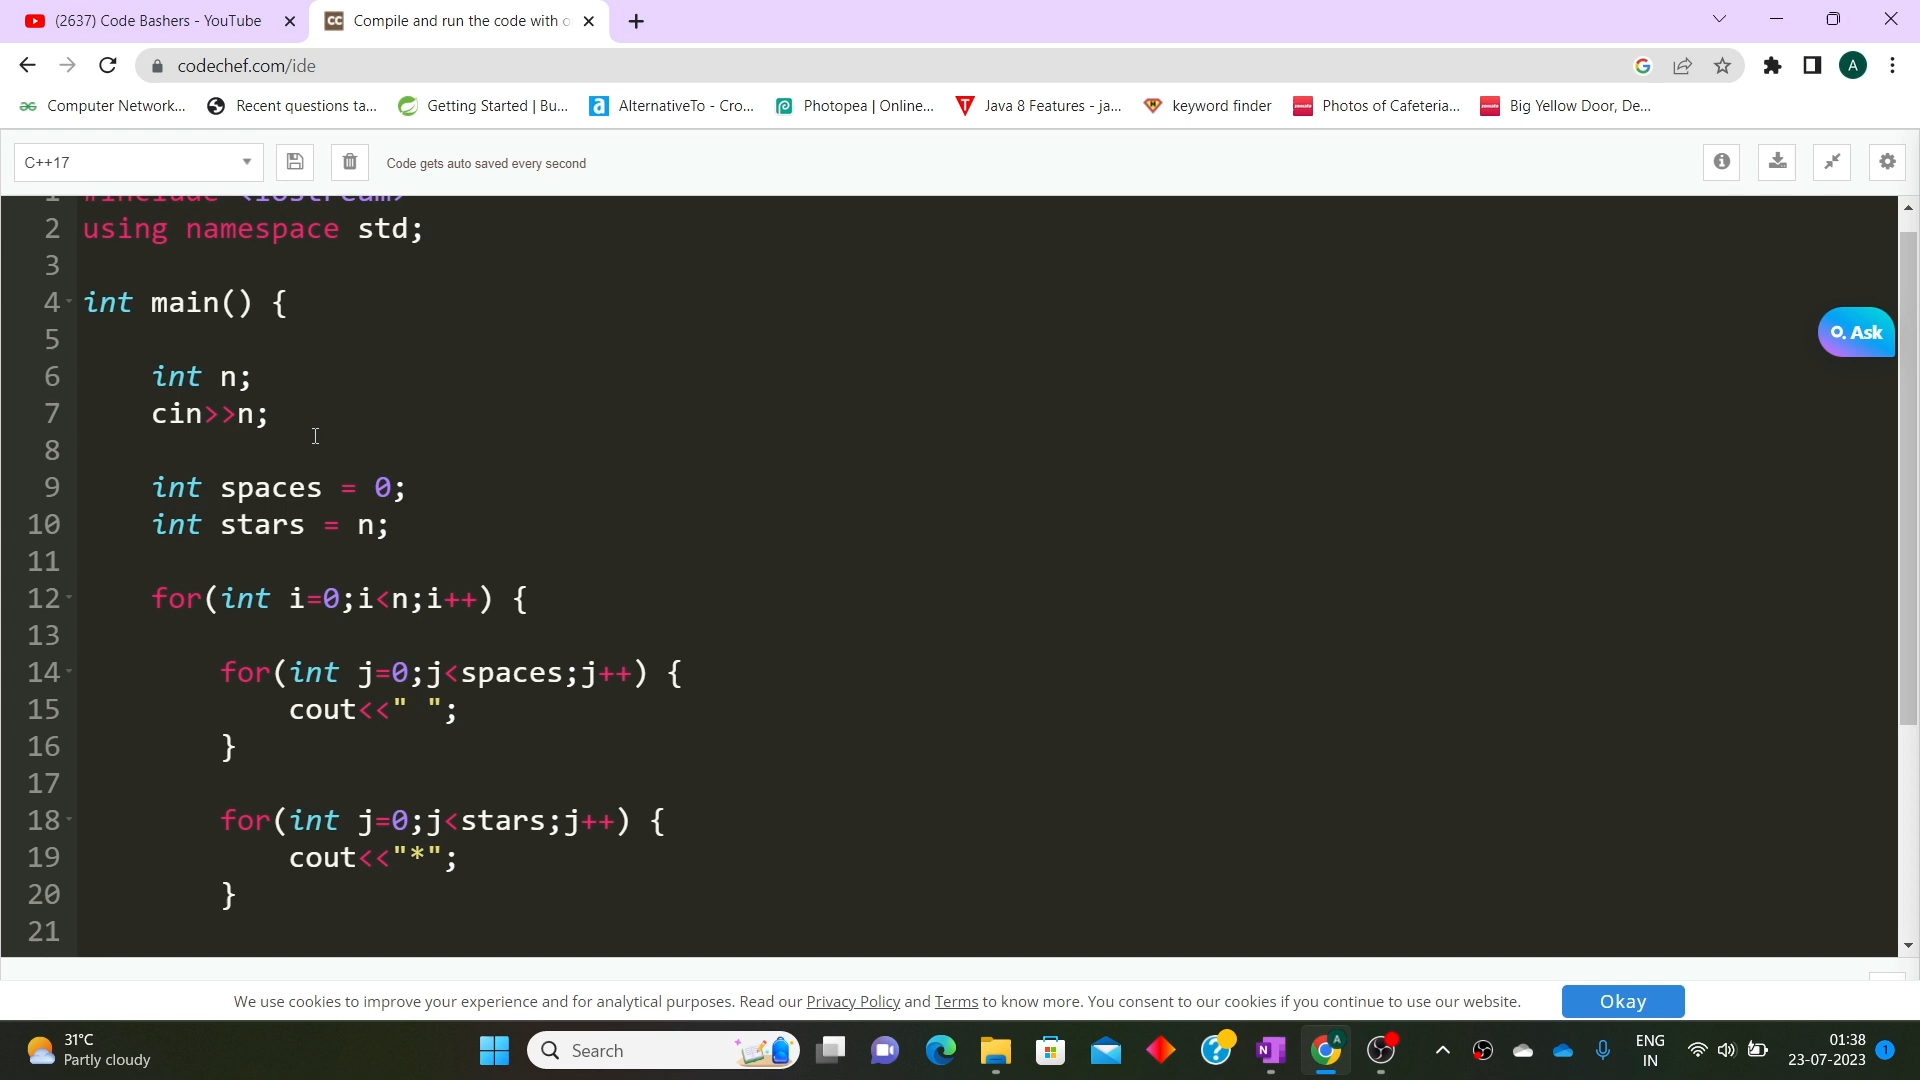 (2637) Code Bashers - YouTube
CC Compile and run the code with o
codechef.com/ide
G
A
Computer Network...
Recent questions ta...
Getting Started | Bu...
a AlternativeTo - Cro...
Photopea | Online...
T Java 8 Features - ja...
keyword finder
zomato Photos of Cafeteria...
zomato Big Yellow Door, De...
C++17
Code gets auto saved every second
1 #include <iostream>
2 using namespace std;
3
4 int main() {
5
6 int n;
7 cin>>n;
8
9 int spaces = 0;
10 int stars = n;
11
12 for(int i=0;i<n;i++) {
13
14 for(int j=0;j<spaces;j++) {
15 cout<<" ";
16 }
17
18 for(int j=0;j<stars;j++) {
19 cout<<"*";
20 }
21
Ask
We use cookies to improve your experience and for analytical purposes. Read our Privacy Policy and Terms to know more. You consent to our cookies if you continue to use our website.
Okay
31°C
Partly cloudy
Search
N
A
ENG
IN
01:38
23-07-2023
1